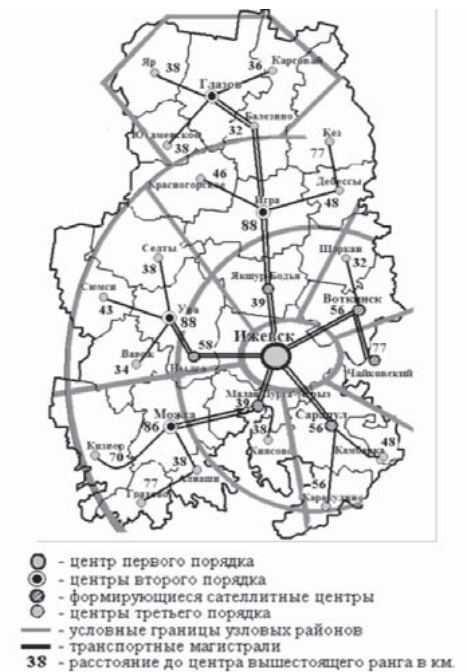 Яр
38
36
Карсовай
Глазов
Балезино
32
Юкаменское
38
Кез
77
46
Красногорское
Дебессы
48
Игра
88
Селты
38
Шаркан
32
Якшур-Бодья
39
Сюмси
43
Ува
88
Воткинск
56
Ижевск
58
Нылга
Вавож
34
77
Чайковский
Малая Пурга
39
Можга
86
Сарапул
56
38
Киясово
48
Камбарка
Кизнер
70
38
Алнаши
77
Грахово
56
Каракулино
- центр первого порядка
- центры второго порядка
- формирующиеся сателлитные центры
- центры третьего порядка
- условные границы узловых районов
- транспортные магистрали
38 - расстояние до центра вышестоящего ранга в км.